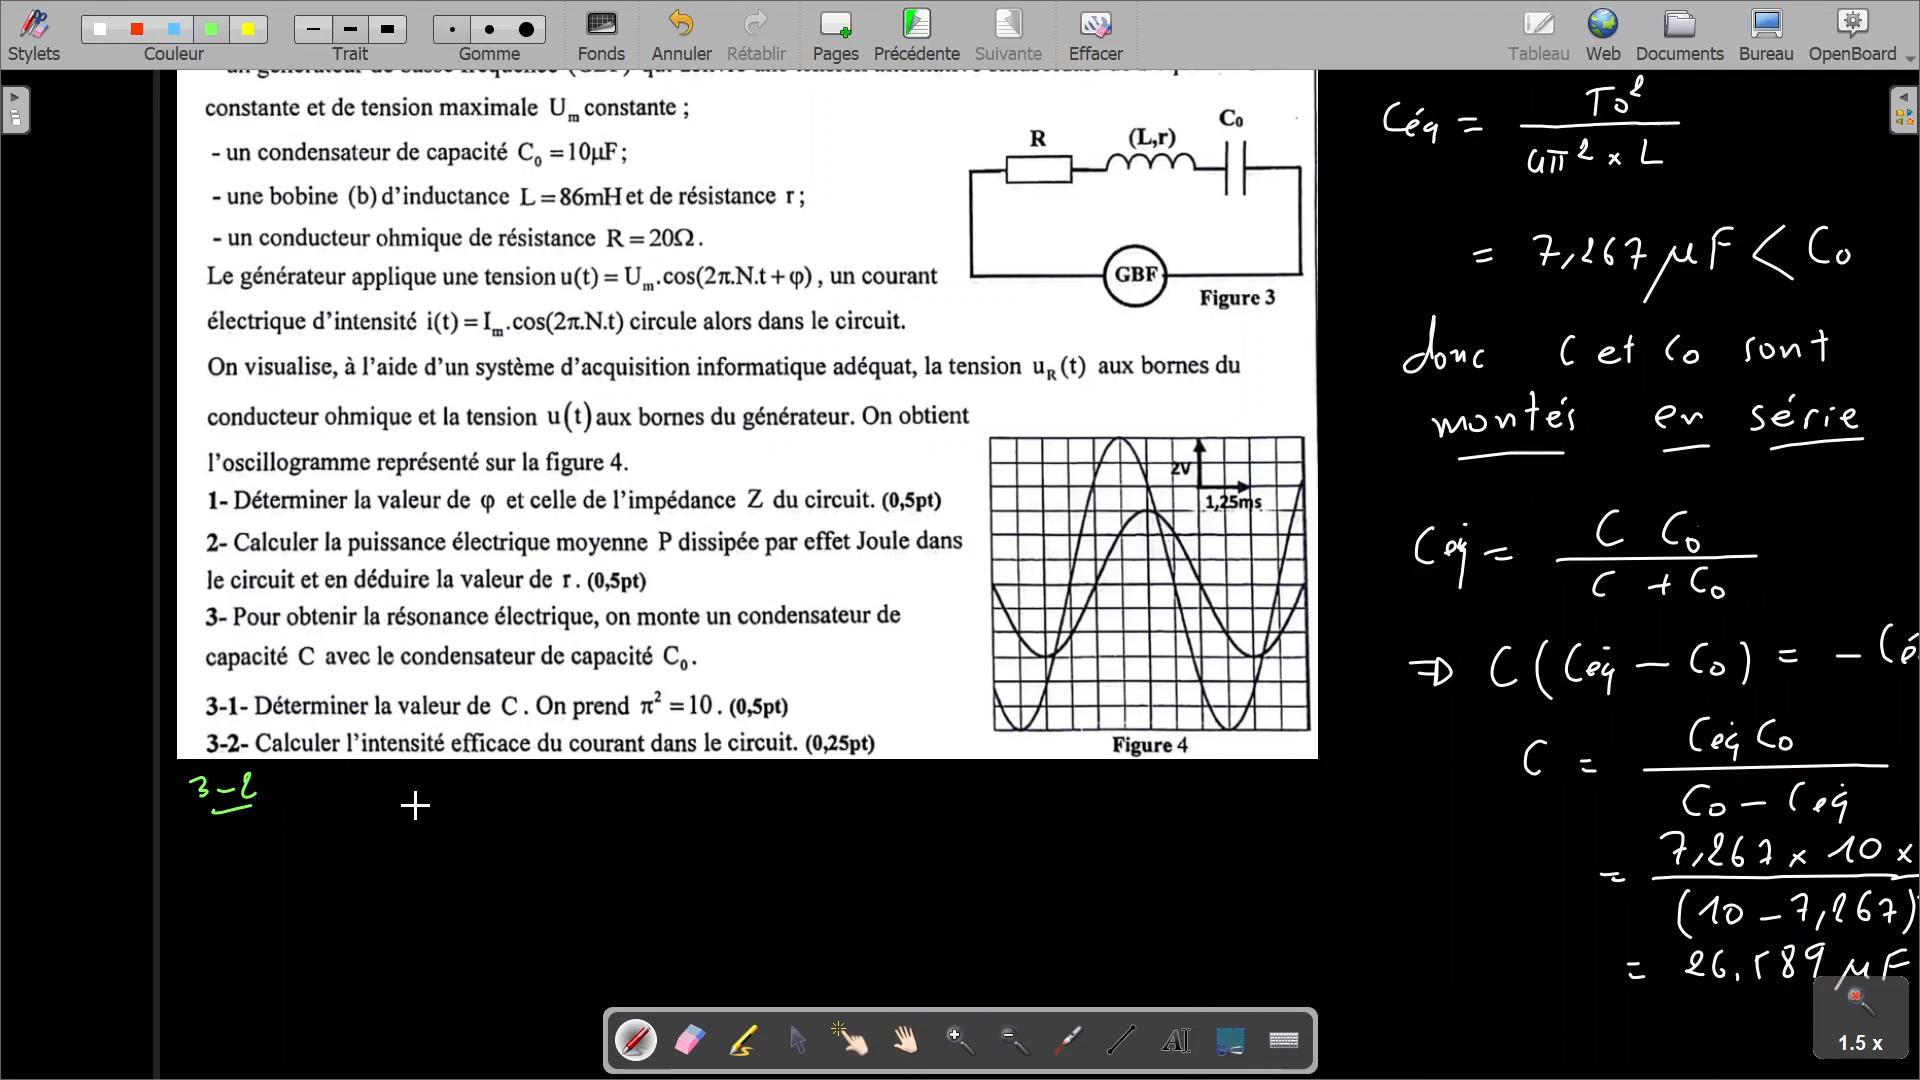 Stylets Couleur Trait Gomme Fonds Annuler Rétablir Pages Précédente Suivante Effacer Tableau Web Documents Bureau OpenBoard
constante et de tension maximale Um constante ;
- un condensateur de capacité C₀ =10µF ;
- une bobine (b) d’inductance L = 86mH et de résistance r ;
- un conducteur ohmique de résistance R = 20Ω.
Le générateur applique une tension u(t) = Um.cos(2π.N.t + φ) , un courant
électrique d’intensité i(t) = Im.cos(2π.N.t) circule alors dans le circuit.
On visualise, à l’aide d’un système d’acquisition informatique adéquat, la tension uR(t) aux bornes du
conducteur ohmique et la tension u(t) aux bornes du générateur. On obtient
l’oscillogramme représenté sur la figure 4.
1- Déterminer la valeur de φ et celle de l’impédance Z du circuit. (0,5pt)
2- Calculer la puissance électrique moyenne P dissipée par effet Joule dans
le circuit et en déduire la valeur de r . (0,5pt)
3- Pour obtenir la résonance électrique, on monte un condensateur de
capacité C avec le condensateur de capacité C₀.
3-1- Déterminer la valeur de C . On prend π² = 10 . (0,5pt)
3-2- Calculer l’intensité efficace du courant dans le circuit. (0,25pt)
R (L,r) C₀
GBF
Figure 3
2V
1,25ms
Figure 4
3-2
Céq = T0² / 4π² × L
= 7,267 µF < C0
donc C et C0 sont
montés en série
Céq = C C0 / C + C0
⇒ C ( Céq – C0 ) = – Cé
C = Céq C0 / C0 – Céq
= 7,267 × 10 × / (10 – 7,267)
= 26.589 µF
1.5 x